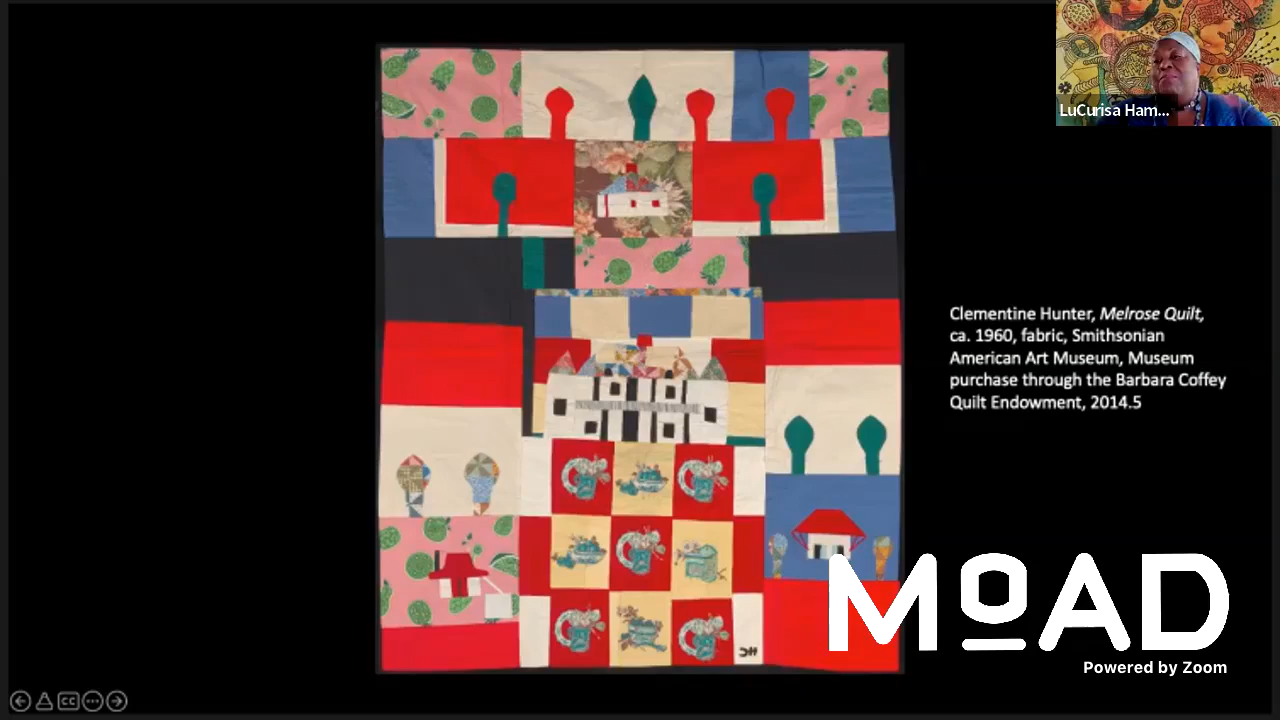 LuCurisa Ham...
Clementine Hunter, Melrose Quilt,
ca. 1960, fabric, Smithsonian
American Art Museum, Museum
purchase through the Barbara Coffey
Quilt Endowment, 2014.5
MOAD
Powered by Zoom
CC